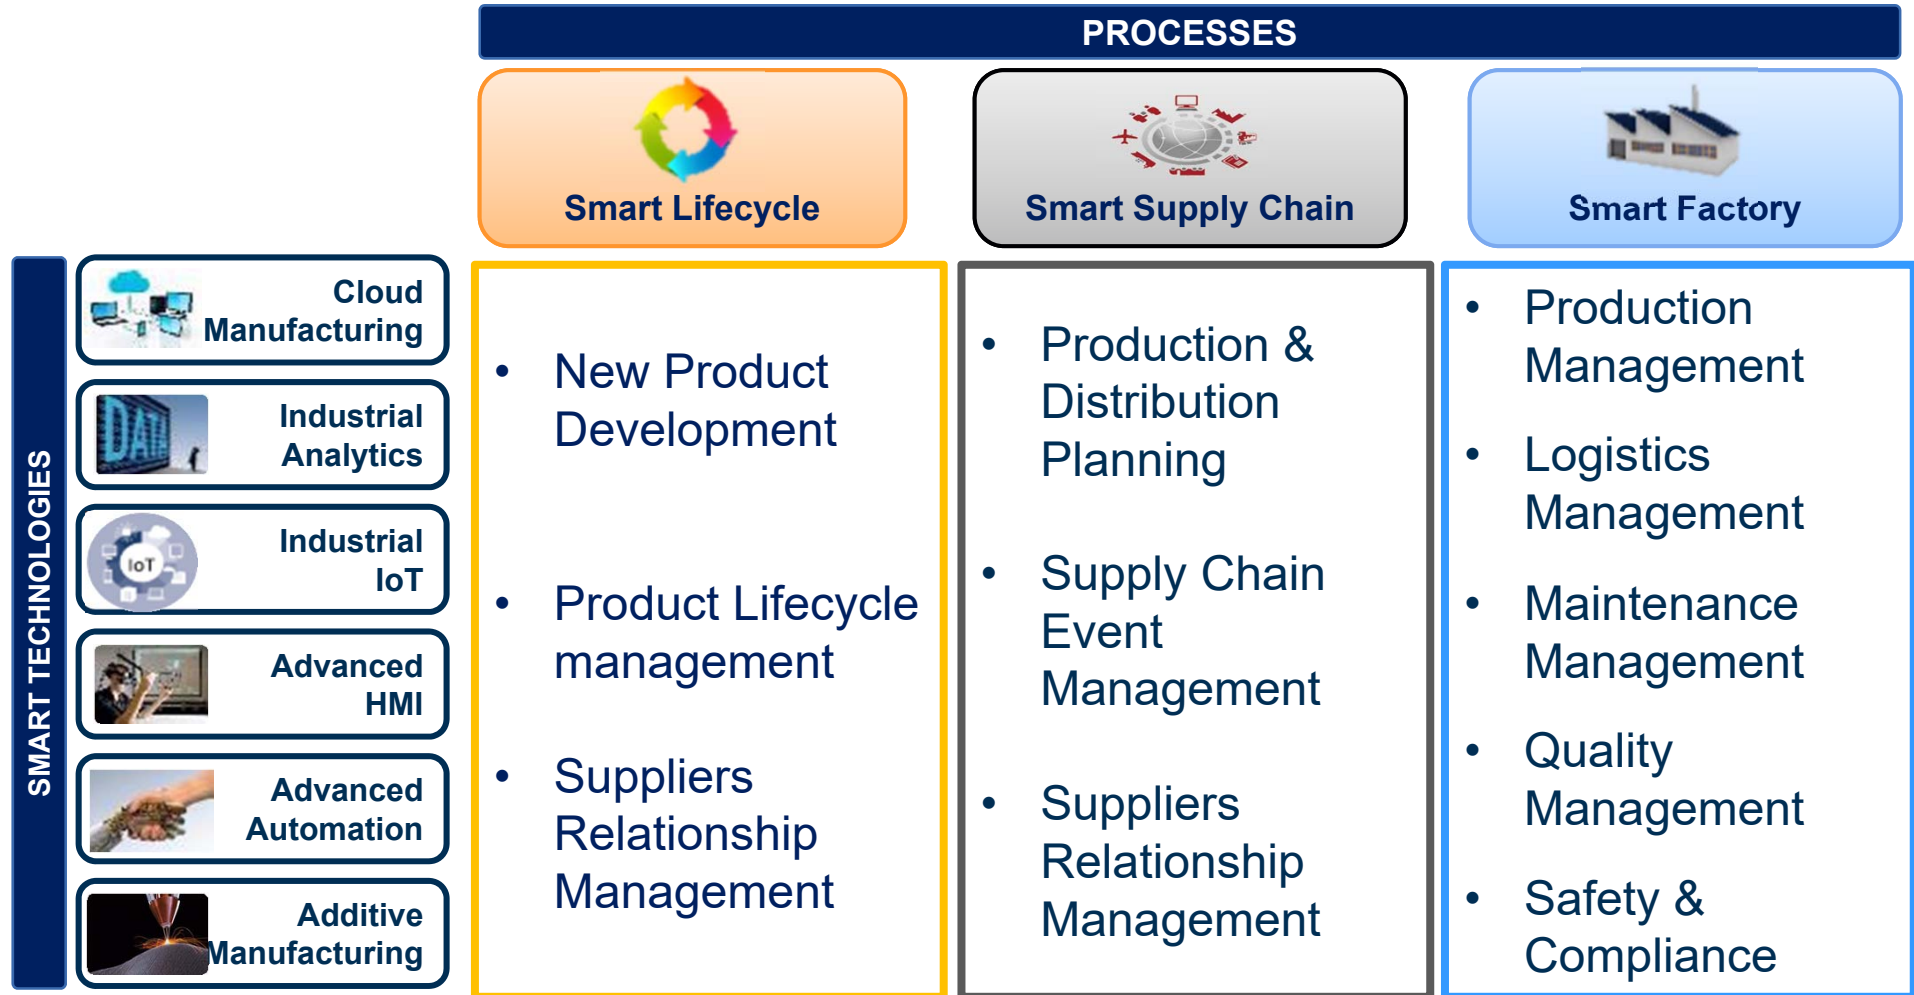 PROCESSES
Smart Lifecycle
Smart Supply Chain
Smart Factory
SMART TECHNOLOGIES
Cloud
Manufacturing
Industrial
Analytics
DATA
Industrial
IoT
IoT
Advanced
HMI
Advanced
Automation
Additive
Manufacturing
• New Product
Development
• Product Lifecycle
management
• Suppliers
Relationship
Management
• Production &
Distribution
Planning
• Supply Chain
Event
Management
• Suppliers
Relationship
Management
• Production
Management
• Logistics
Management
• Maintenance
Management
• Quality
Management
• Safety &
Compliance